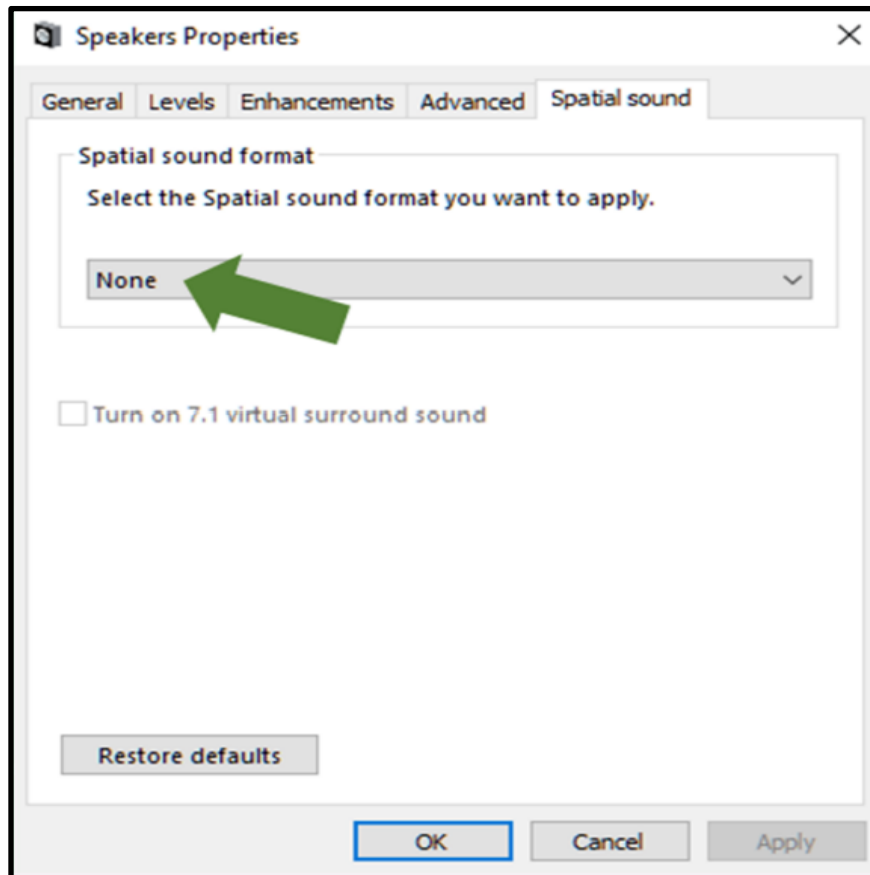 Speakers Properties
General Levels Enhancements Advanced Spatial sound
Spatial sound format
Select the Spatial sound format you want to apply.
None
Turn on 7.1 virtual surround sound
Restore defaults
OK Cancel Apply